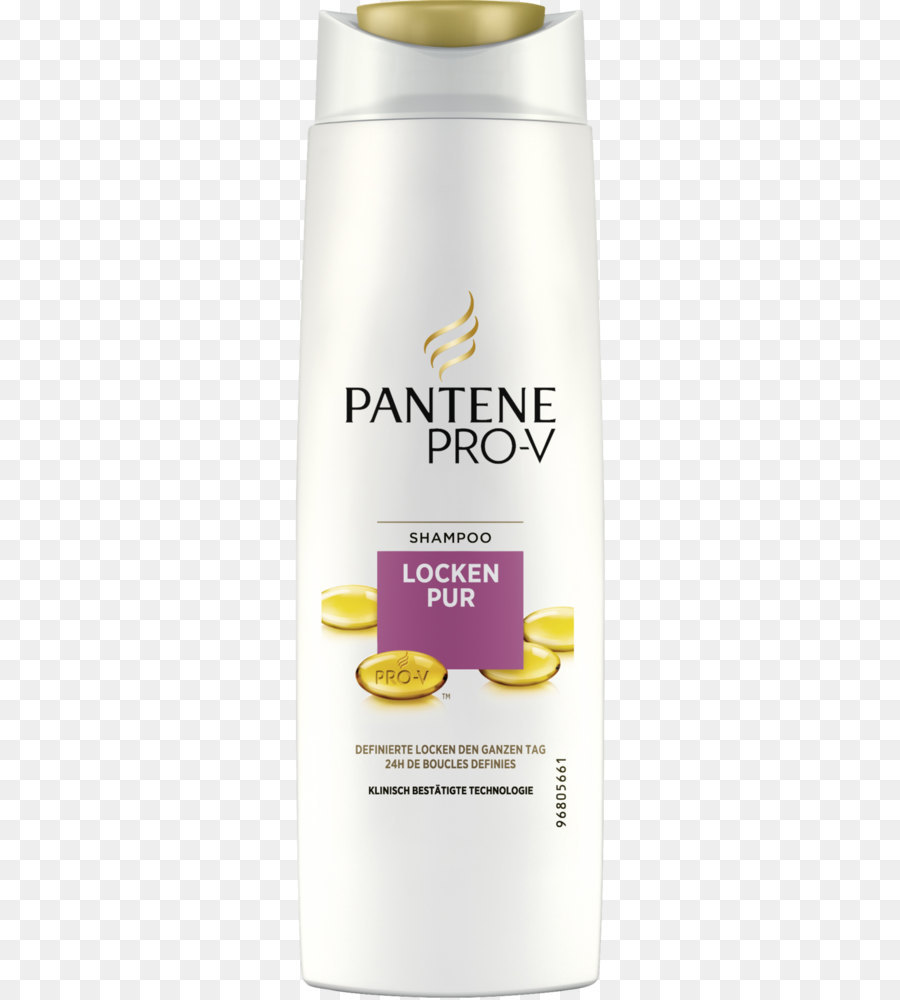 PANTENE
PRO-V
SHAMPOO
LOCKEN
PUR
PRO-V
TM
DEFINIERTE LOCKEN DEN GANZEN TAG
24H DE BOUCLES DEFINIES
KLINISCH BESTÄTIGTE TECHNOLOGIE
96805661